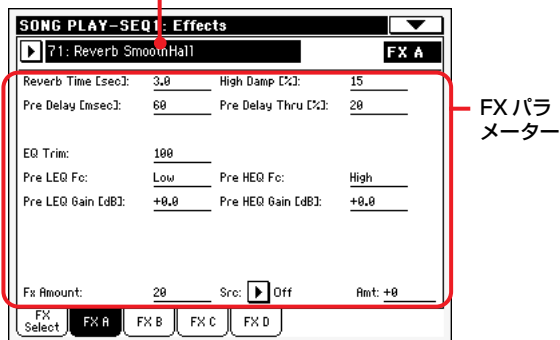 SONG PLAY-SEQ1: Effects
71: Reverb SmoothHall FX A
Reverb Time [sec]: 3.0 High Damp [%]: 15
Pre Delay [msec]: 60 Pre Delay Thru [%]: 20
EQ Trim: 100
Pre LEQ Fc: Low Pre HEQ Fc: High
Pre LEQ Gain [dB]: +0.0 Pre HEQ Gain [dB]: +0.0
Fx Amount: 20 Src: Off Amt: +0
FX Select FX A FX B FX C FX D
FX パラ
メーター